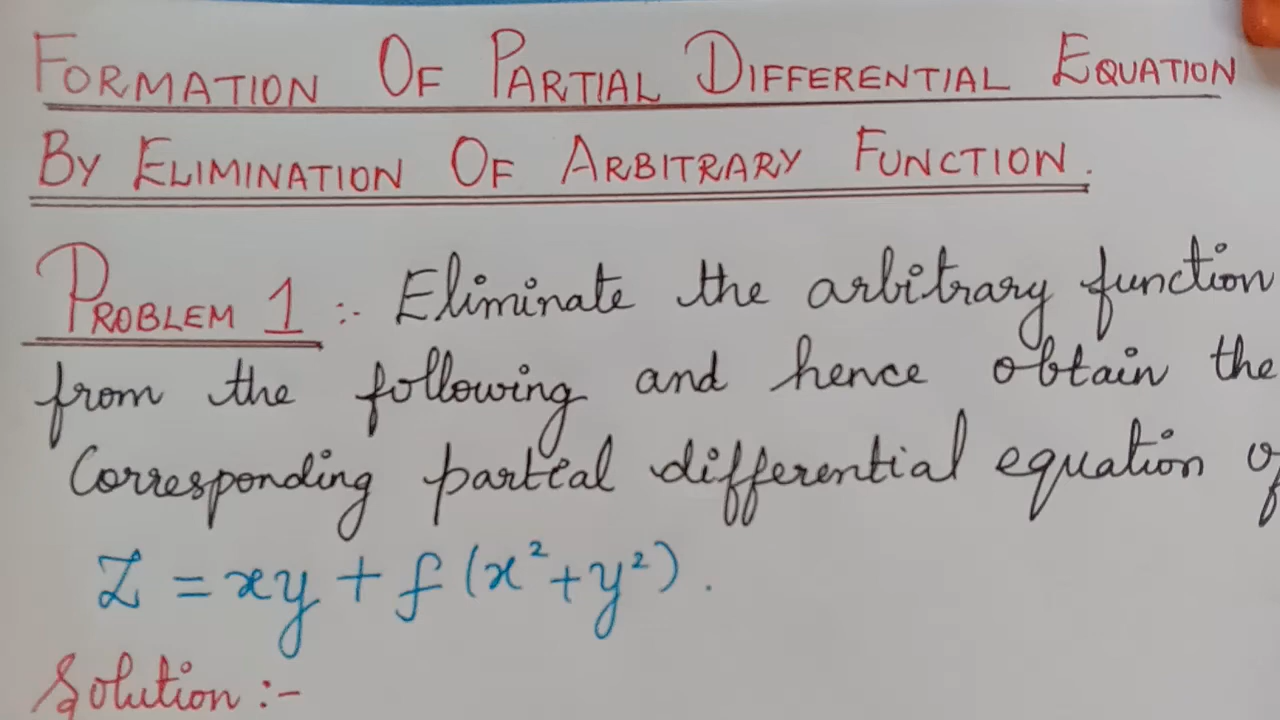 FORMATION OF PARTIAL DIFFERENTIAL EQUATION
BY ELIMINATION OF ARBITRARY FUNCTION.
PROBLEM 1 :- Eliminate the arbitrary function
from the following and hence obtain the
Corresponding partial differential equation of
Z = xy + f(x²+y²).
Solution :-